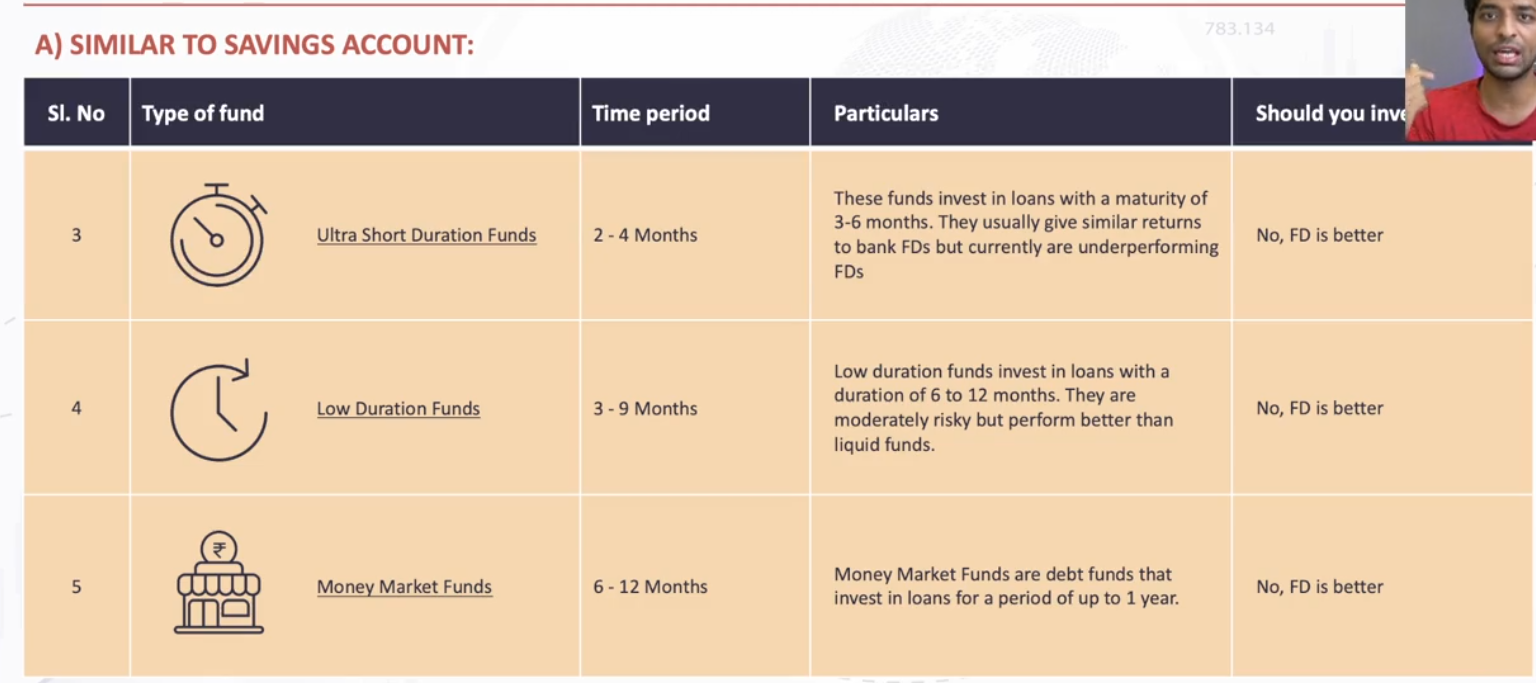 783.134
A) SIMILAR TO SAVINGS ACCOUNT:
Sl. No
Type of fund
Time period
Particulars
Should you inve
3
Ultra Short Duration Funds
2 - 4 Months
These funds invest in loans with a maturity of
3-6 months. They usually give similar returns
to bank FDs but currently are underperforming
FDs
No, FD is better
4
Low Duration Funds
3 - 9 Months
Low duration funds invest in loans with a
duration of 6 to 12 months. They are
moderately risky but perform better than
liquid funds.
No, FD is better
₹
5
Money Market Funds
6 - 12 Months
Money Market Funds are debt funds that
invest in loans for a period of up to 1 year.
No, FD is better